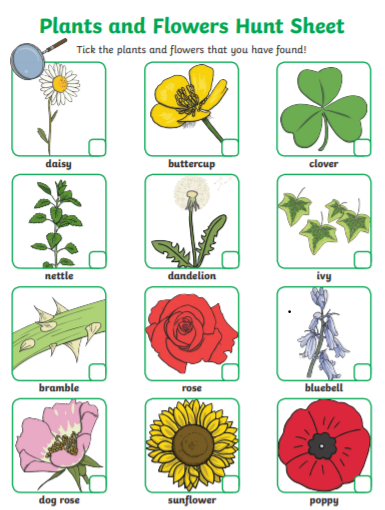 Plants and Flowers Hunt Sheet
Tick the plants and flowers that you have found!
daisy
buttercup
clover
nettle
dandelion
ivy
bramble
rose
bluebell
dog rose
sunflower
poppy